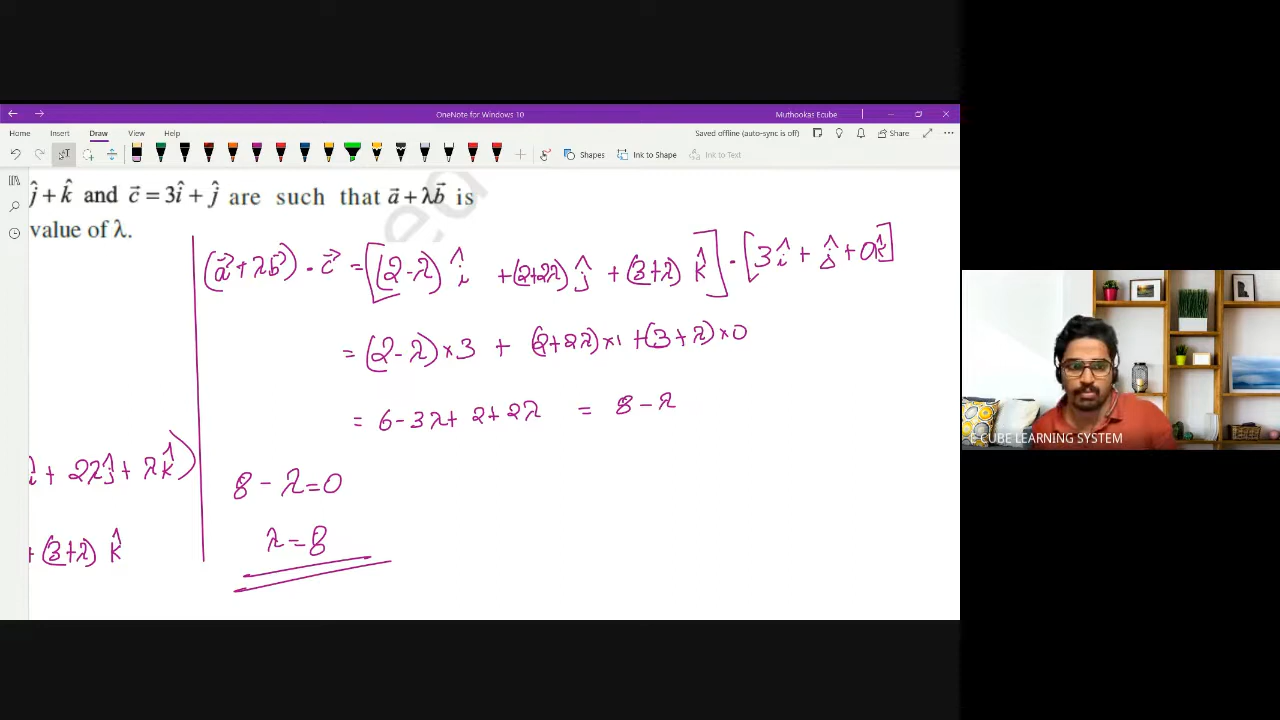 OneNote for Windows 10
Muthookas Ecube
Home Insert Draw View Help
Saved offline (auto-sync is off)
Share
Shapes
Ink to Shape
Ink to Text
ĵ + k̂ and c⃗ = 3î + ĵ are such that a⃗ + λb⃗ is
value of λ.
(a⃗ + λb⃗) · c⃗ = [(2-λ) î + (2+2λ) ĵ + (3+λ) k̂] · [3î + ĵ + 0k̂]
= (2-λ)×3 + (2+2λ)×1 + (3+λ)×0
= 6-3λ+ 2+2λ = 8-λ
î + 2λĵ + λk̂)
8 - λ = 0
+ (3+λ) k̂
λ = 8
E CUBE LEARNING SYSTEM